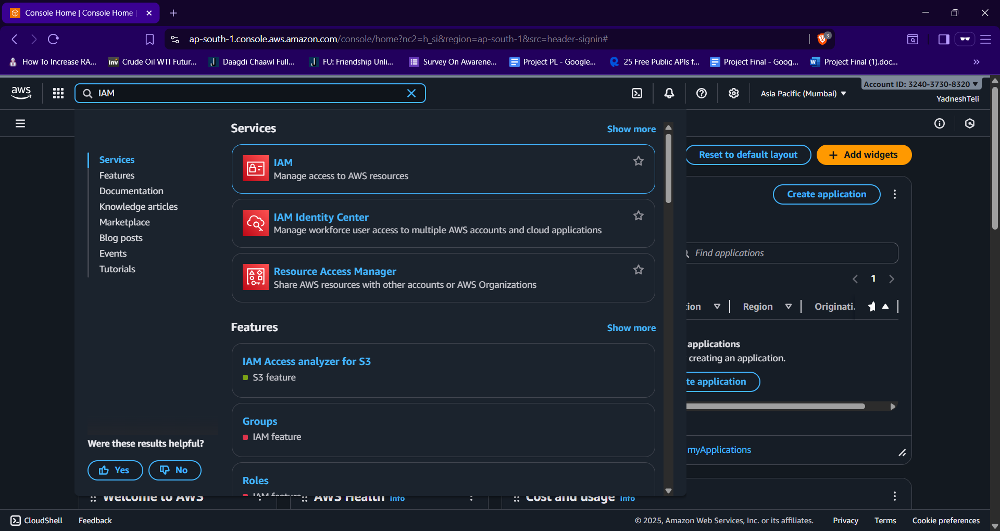 Console Home | Console Home
ap-south-1.console.aws.amazon.com/console/home?nc2=h_si&region=ap-south-1&src=header-signin#
3
How To Increase RA...
Inv
Crude Oil WTI Futur...
Daagdi Chaawl Full...
FU: Friendship Unli...
Survey On Awarene...
Project PL - Google...
25 Free Public APIs f...
Project Final - Goog...
Project Final (1).doc...
aws
IAM
Asia Pacific (Mumbai)
Account ID: 3240-3730-8320
YadneshTeli
Services
Features
Documentation
Knowledge articles
Marketplace
Blog posts
Events
Tutorials
Were these results helpful?
Yes
No
Services
Show more
IAM
Manage access to AWS resources
IAM Identity Center
Manage workforce user access to multiple AWS accounts and cloud applications
Resource Access Manager
Share AWS resources with other accounts or AWS Organizations
Features
Show more
IAM Access analyzer for S3
S3 feature
Groups
IAM feature
Roles
IAM feature
Reset to default layout
Add widgets
Create application
Find applications
1
Region
Originati.
applications
creating an application.
application
myApplications
Welcome to AWS
AWS Health Info
Cost and usage Info
CloudShell
Feedback
© 2025, Amazon Web Services, Inc. or its affiliates.
Privacy
Terms
Cookie preferences